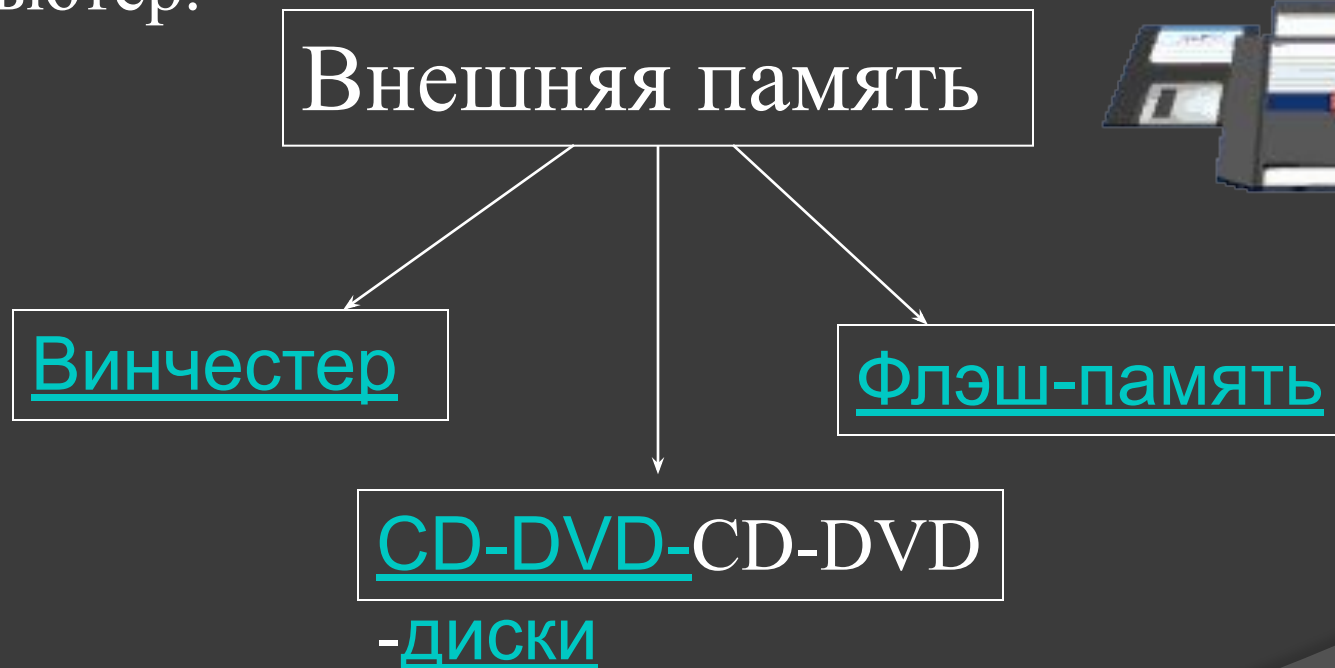 Внешняя память
Винчестер
Флэш-память
CD-DVD-CD-DVD
-диски